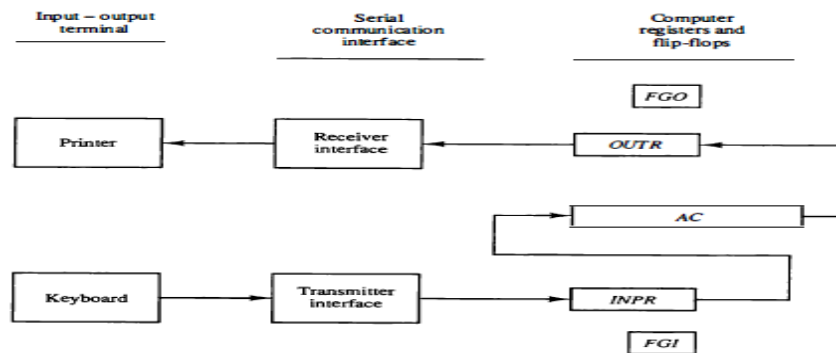 Input – output
terminal
Serial
communication
interface
Computer
registers and
flip-flops
FGO
Printer
Receiver
interface
OUTR
AC
Keyboard
Transmitter
interface
INPR
FGI